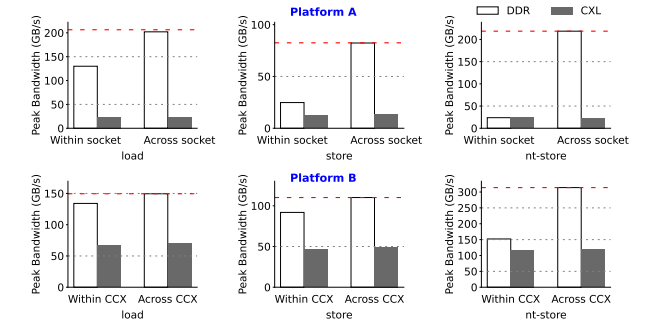 Platform A
DDR CXL
Peak Bandwidth (GB/s)
200
150
100
50
0
Within socket Across socket
load
Peak Bandwidth (GB/s)
100
50
0
Within socket Across socket
store
Peak Bandwidth (GB/s)
200
150
100
50
0
Within socket Across socket
nt-store
Platform B
Peak Bandwidth (GB/s)
150
100
50
0
Within CCX Across CCX
load
Peak Bandwidth (GB/s)
100
50
0
Within CCX Across CCX
store
Peak Bandwidth (GB/s)
300
250
200
150
100
50
0
Within CCX Across CCX
nt-store